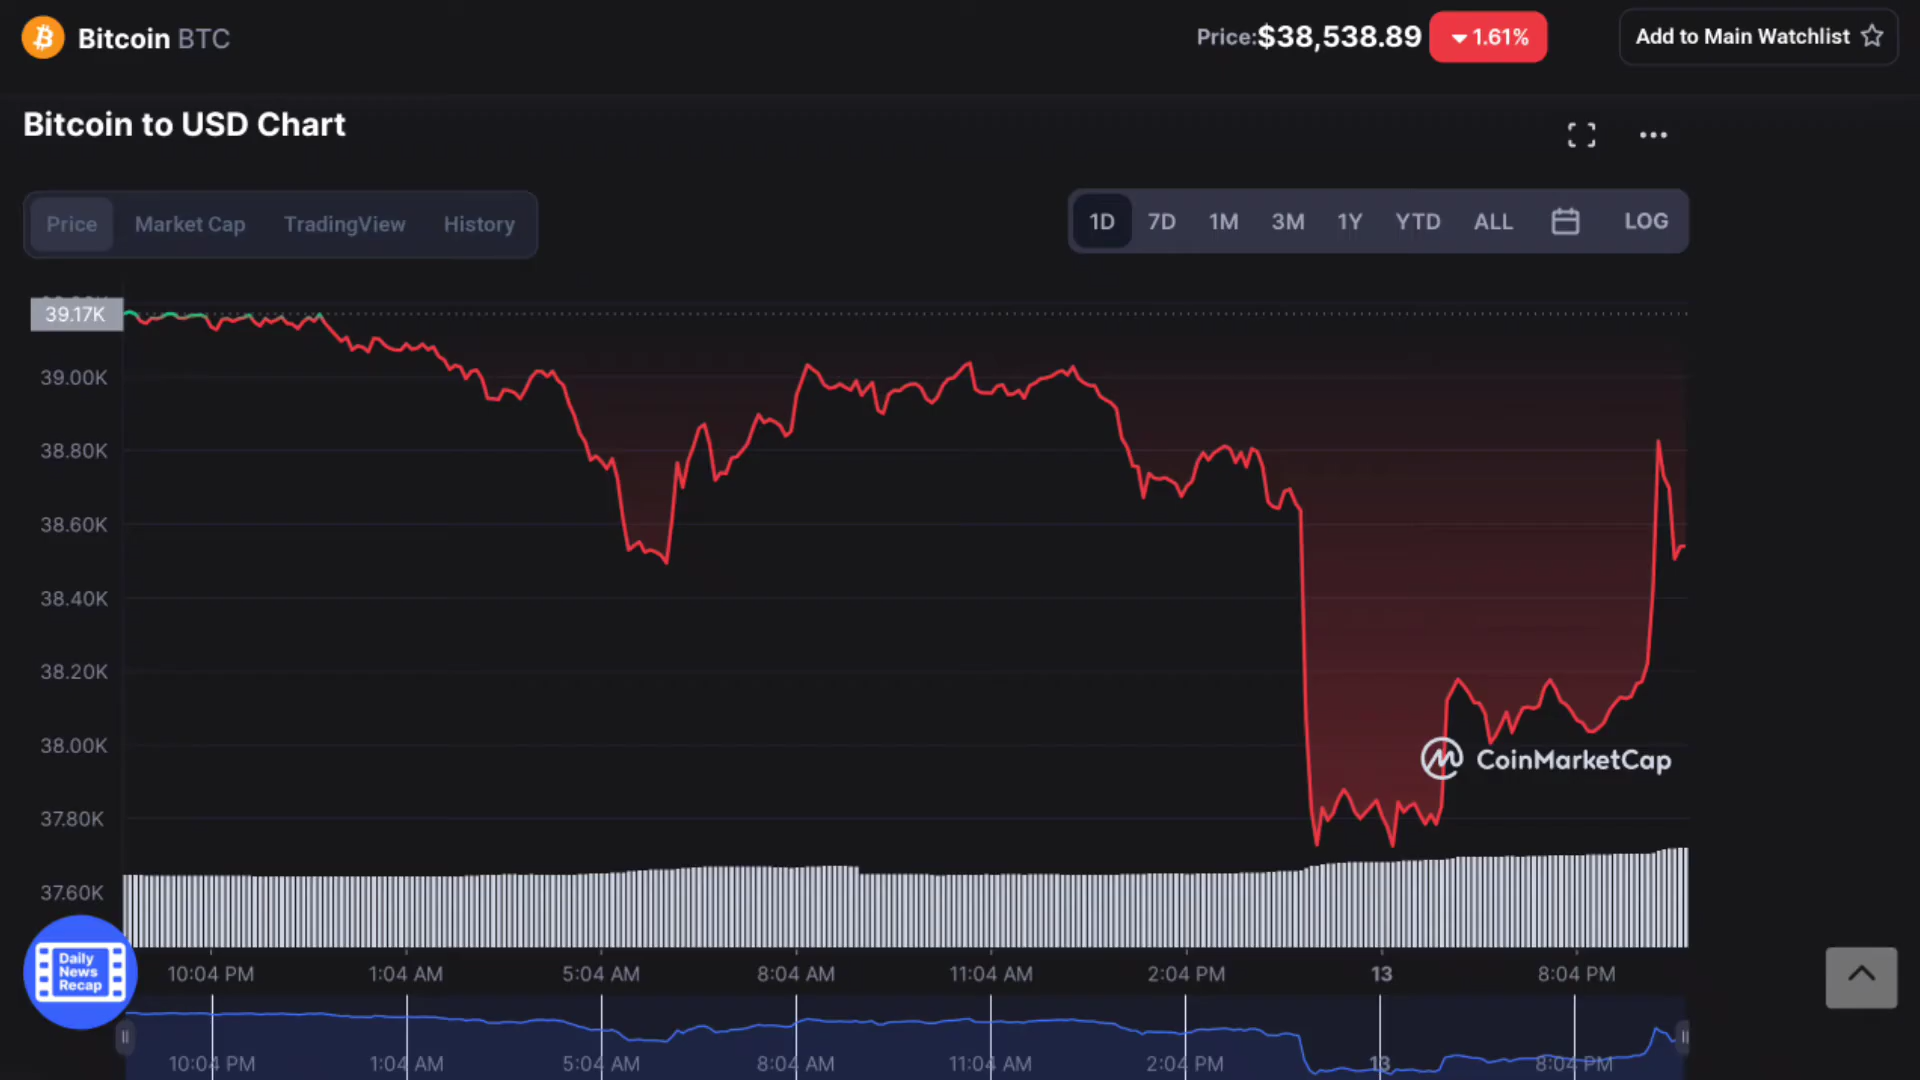 Bitcoin BTC
Price:$38,538.89 1.61%
Add to Main Watchlist
Bitcoin to USD Chart
Price Market Cap TradingView History
1D 7D 1M 3M 1Y YTD ALL LOG
39.17K
39.00K
38.80K
38.60K
38.40K
38.20K
38.00K
37.80K
37.60K
CoinMarketCap
Daily
News
Recap
10:04 PM 1:04 AM 5:04 AM 8:04 AM 11:04 AM 2:04 PM 13 8:04 PM
10:04 PM 1:04 AM 5:04 AM 8:04 AM 11:04 AM 2:04 PM 13 8:04 PM